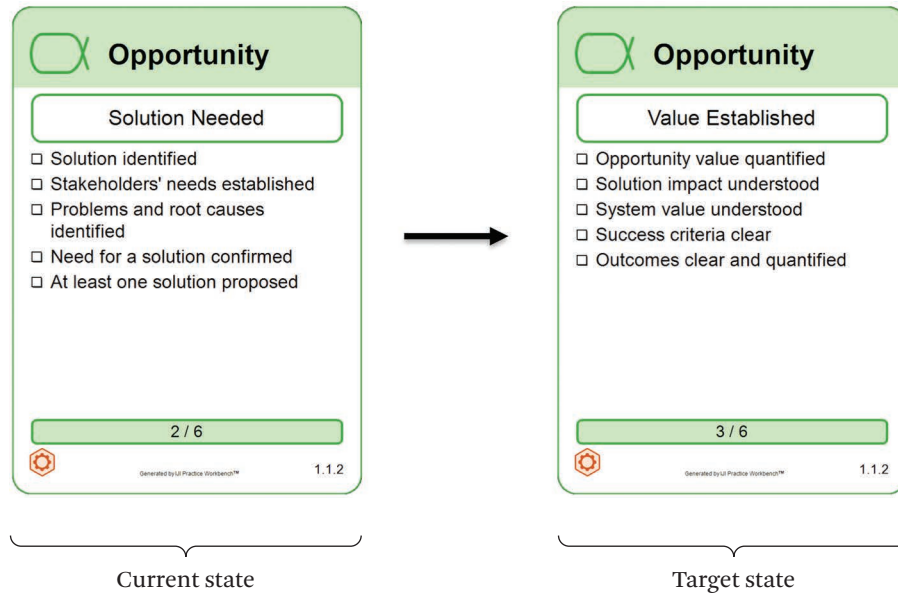 Opportunity
Solution Needed
❏ Solution identified
❏ Stakeholders' needs established
❏ Problems and root causes
identified
❏ Need for a solution confirmed
❏ At least one solution proposed
2 / 6
Generated by IJI Practice Workbench™
1.1.2
Current state
Opportunity
Value Established
❏ Opportunity value quantified
❏ Solution impact understood
❏ System value understood
❏ Success criteria clear
❏ Outcomes clear and quantified
3 / 6
Generated by IJI Practice Workbench™
1.1.2
Target state